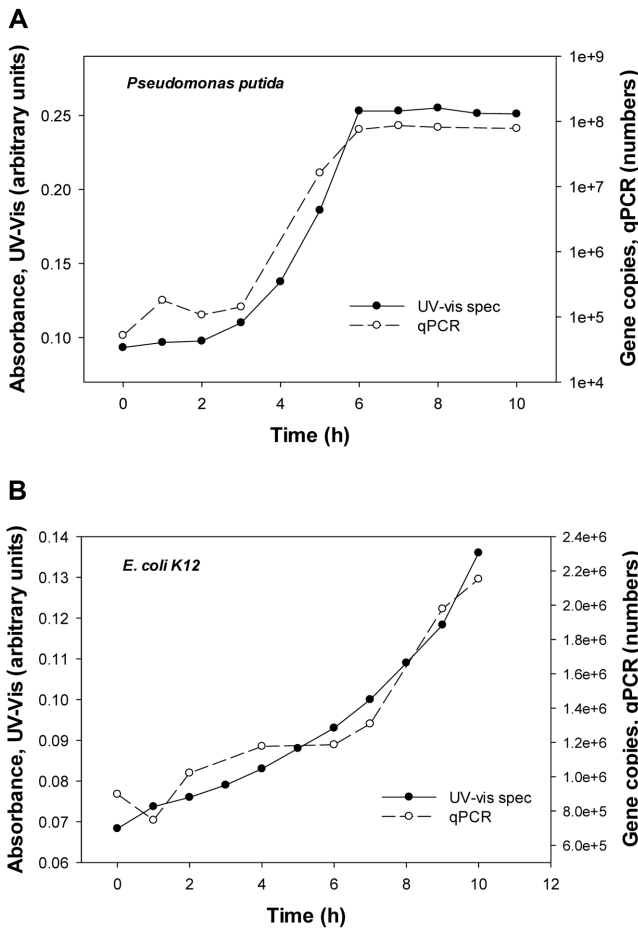 A
Pseudomonas putida
Absorbance, UV-Vis (arbitrary units)
0.25
0.20
0.15
0.10
1e+9
1e+8
1e+7
1e+6
1e+5
1e+4
Gene copies, qPCR (numbers)
UV-vis spec
qPCR
0 2 4 6 8 10
Time (h)
B
E. coli K12
Absorbance, UV-Vis (arbitrary units)
0.14
0.13
0.12
0.11
0.10
0.09
0.08
0.07
0.06
2.4e+6
2.2e+6
2.0e+6
1.8e+6
1.6e+6
1.4e+6
1.2e+6
1.0e+6
8.0e+5
6.0e+5
Gene copies, qPCR (numbers)
UV-vis spec
qPCR
0 2 4 6 8 10 12
Time (h)